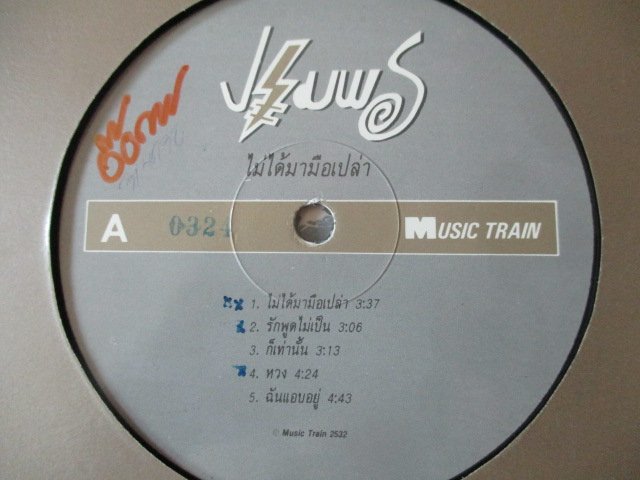 ปรัมพร
ไม่ได้มามือเปล่า
A 0324 MUSIC TRAIN
1. ไม่ได้มามือเปล่า 3:37
2. รักพูดไม่เป็น 3:06
3. ก็เท่านั้น 3:13
4. หวง 4:24
5. ฉันแอบอยู่ 4:43
℗ Music Train 2532